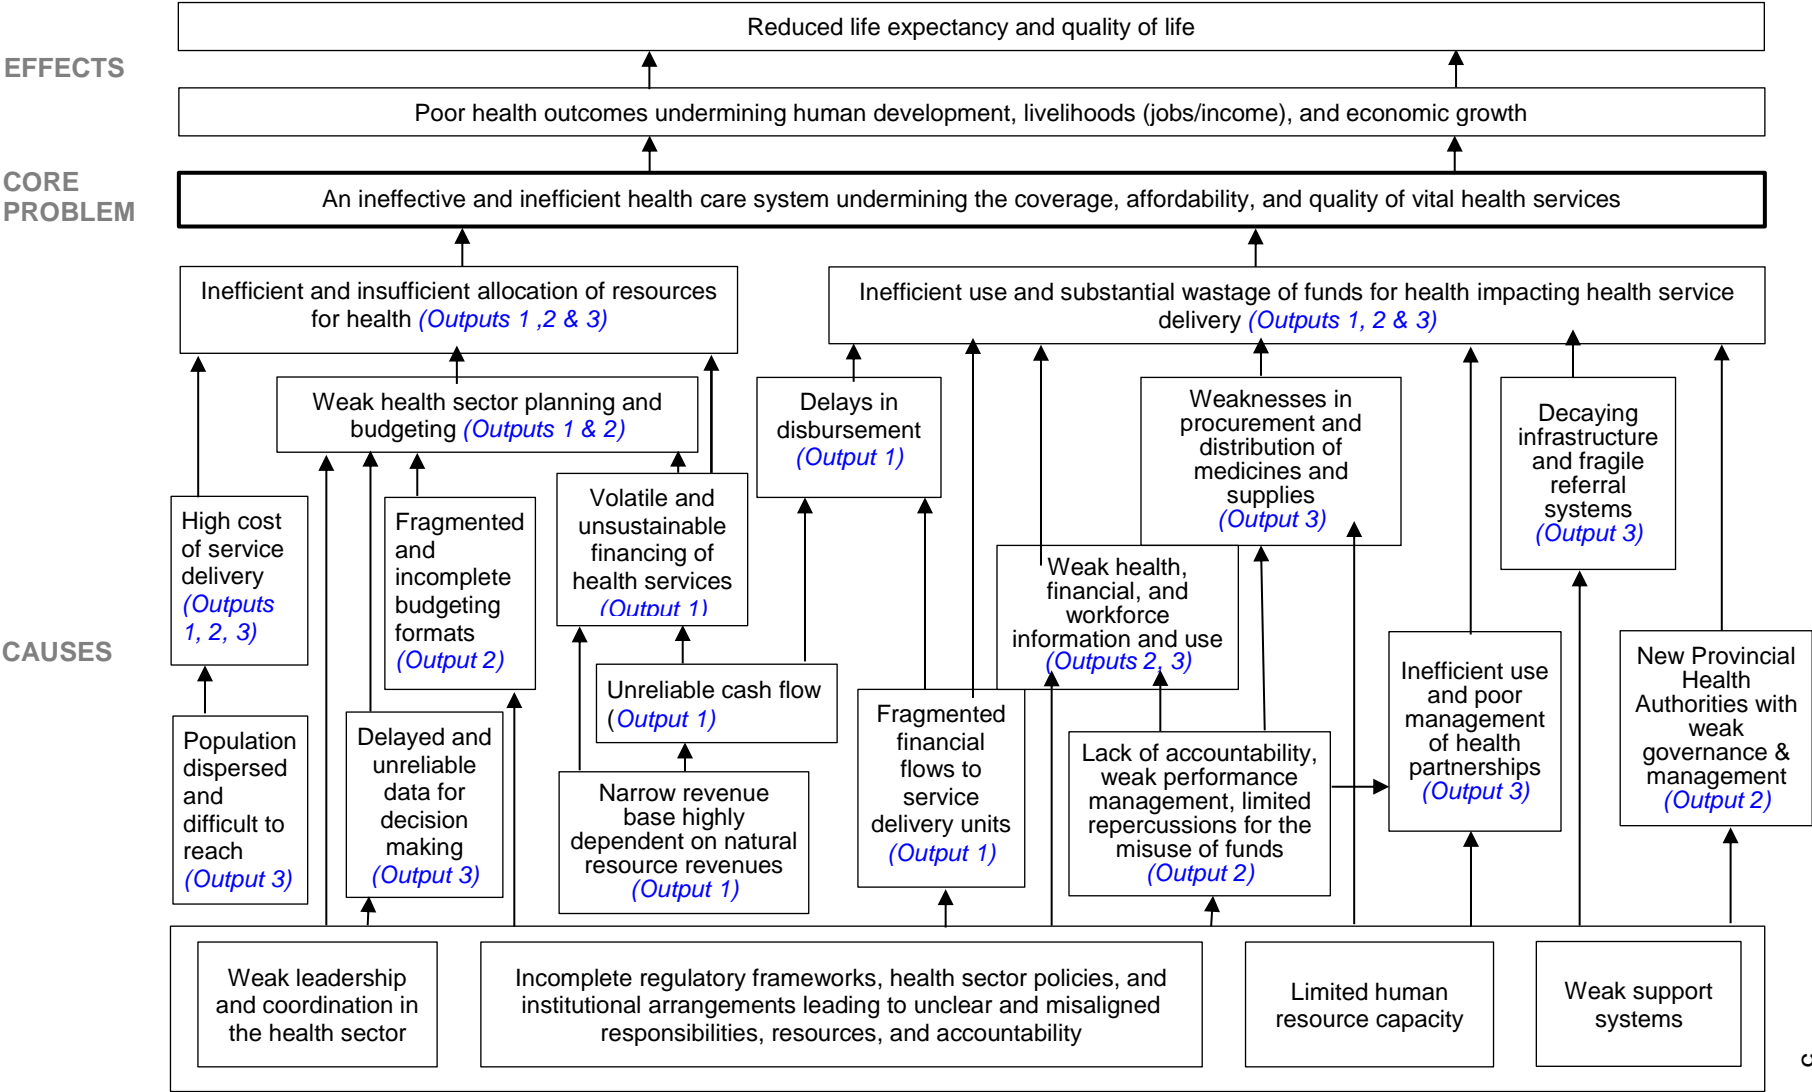 Reduced life expectancy and quality of life
EFFECTS
Poor health outcomes undermining human development, livelihoods (jobs/income), and economic growth
CORE
PROBLEM
An ineffective and inefficient health care system undermining the coverage, affordability, and quality of vital health services
Inefficient and insufficient allocation of resources
for health (Outputs 1 ,2 & 3)
Inefficient use and substantial wastage of funds for health impacting health service
delivery (Outputs 1, 2 & 3)
Weak health sector planning and
budgeting (Outputs 1 & 2)
Delays in
disbursement
(Output 1)
Weaknesses in
procurement and
distribution of
medicines and
supplies
(Output 3)
Decaying
infrastructure
and fragile
referral
systems
(Output 3)
High cost
of service
delivery
(Outputs
1, 2, 3)
Fragmented
and
incomplete
budgeting
formats
(Output 2)
Volatile and
unsustainable
financing of
health services
(Output 1)
Weak health,
financial, and
workforce
information and use
(Outputs 2, 3)
CAUSES
Unreliable cash flow
(Output 1)
Inefficient use
and poor
management
of health
partnerships
(Output 3)
New Provincial
Health
Authorities with
weak
governance &
management
(Output 2)
Population
dispersed
and
difficult to
reach
(Output 3)
Delayed and
unreliable
data for
decision
making
(Output 3)
Narrow revenue
base highly
dependent on natural
resource revenues
(Output 1)
Fragmented
financial
flows to
service
delivery units
(Output 1)
Lack of accountability,
weak performance
management, limited
repercussions for the
misuse of funds
(Output 2)
Weak leadership
and coordination in
the health sector
Incomplete regulatory frameworks, health sector policies, and
institutional arrangements leading to unclear and misaligned
responsibilities, resources, and accountability
Limited human
resource capacity
Weak support
systems